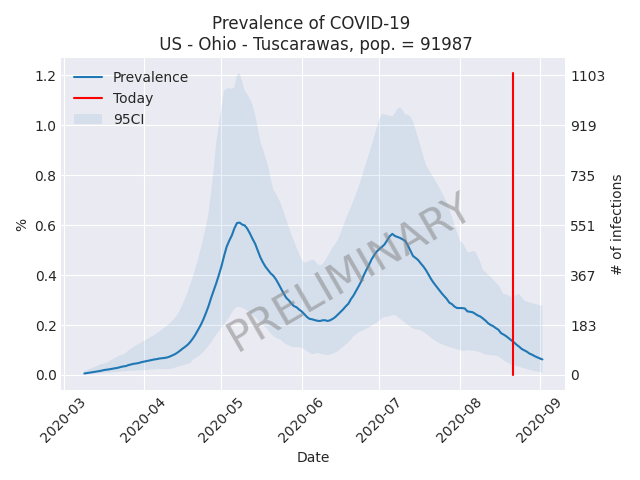 Prevalence of COVID-19
US - Ohio - Tuscarawas, pop. = 91987
Prevalence
Today
95CI
PRELIMINARY
%
1.2
1.0
0.8
0.6
0.4
0.2
0.0
1103
919
735
551
367
183
0
# of infections
2020-03
2020-04
2020-05
2020-06
2020-07
2020-08
2020-09
Date